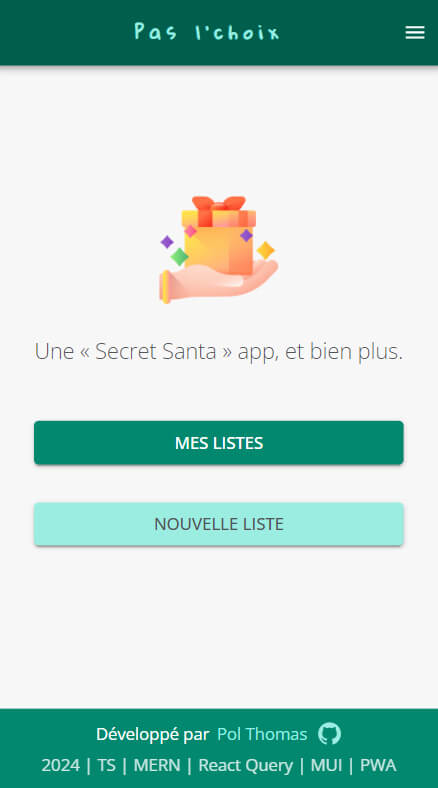 Pas l'choix
Une « Secret Santa » app, et bien plus.
MES LISTES
NOUVELLE LISTE
Développé par Pol Thomas
2024 | TS | MERN | React Query | MUI | PWA